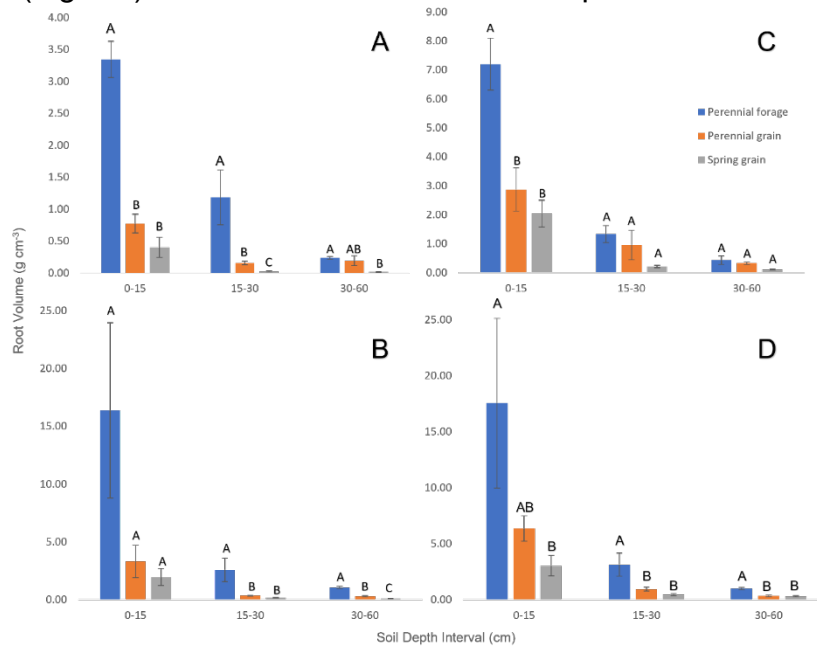 4.00
3.50
3.00
2.50
2.00
1.50
1.00
0.50
0.00
A
A
B
B
A
B
C
A
AB
B
0-15
15-30
30-60
9.00
8.00
7.00
6.00
5.00
4.00
3.00
2.00
1.00
0.00
C
A
B
B
A
A
A
A
A
A
Perennial forage
Perennial grain
Spring grain
0-15
15-30
30-60
Root Volume (g cm⁻³)
25.00
20.00
15.00
10.00
5.00
0.00
B
A
A
A
A
B
B
A
B
C
0-15
15-30
30-60
25.00
20.00
15.00
10.00
5.00
0.00
D
A
AB
B
A
B
B
A
B
B
0-15
15-30
30-60
Soil Depth Interval (cm)